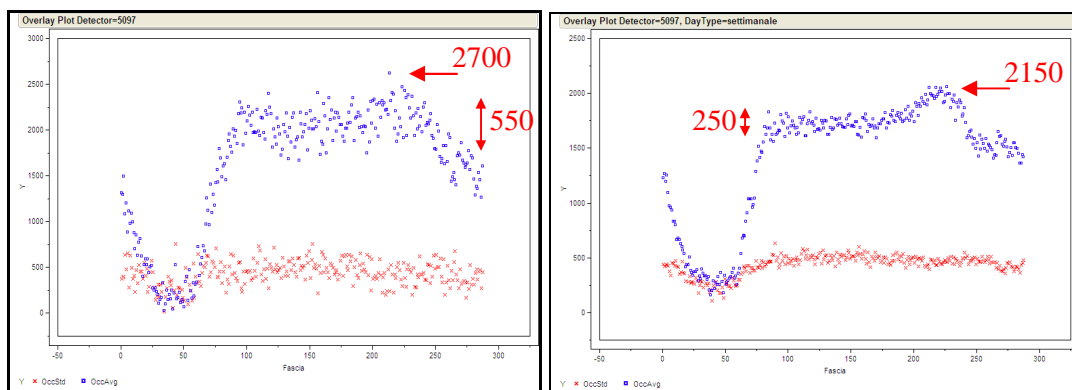 Overlay Plot Detector=5097
3000
2500
2000
1500
1000
500
0
Y
-50 0 50 100 150 200 250 300
Fascia
Y × OccStd OccAvg
2700
550
Overlay Plot Detector=5097, DayType=settimanale
2500
2000
1500
1000
500
0
Y
-50 0 50 100 150 200 250 300
Fascia
Y × OccStd OccAvg
2150
250